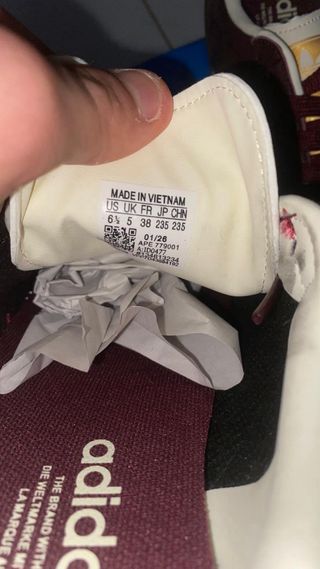 MADE IN VIETNAM
US UK FR JP CHN
6½ 5 38 235 235
01/26
APE 779001
adidas
THE BRAND WITH
DIE WELTMARKE MIT
LA MARQUE